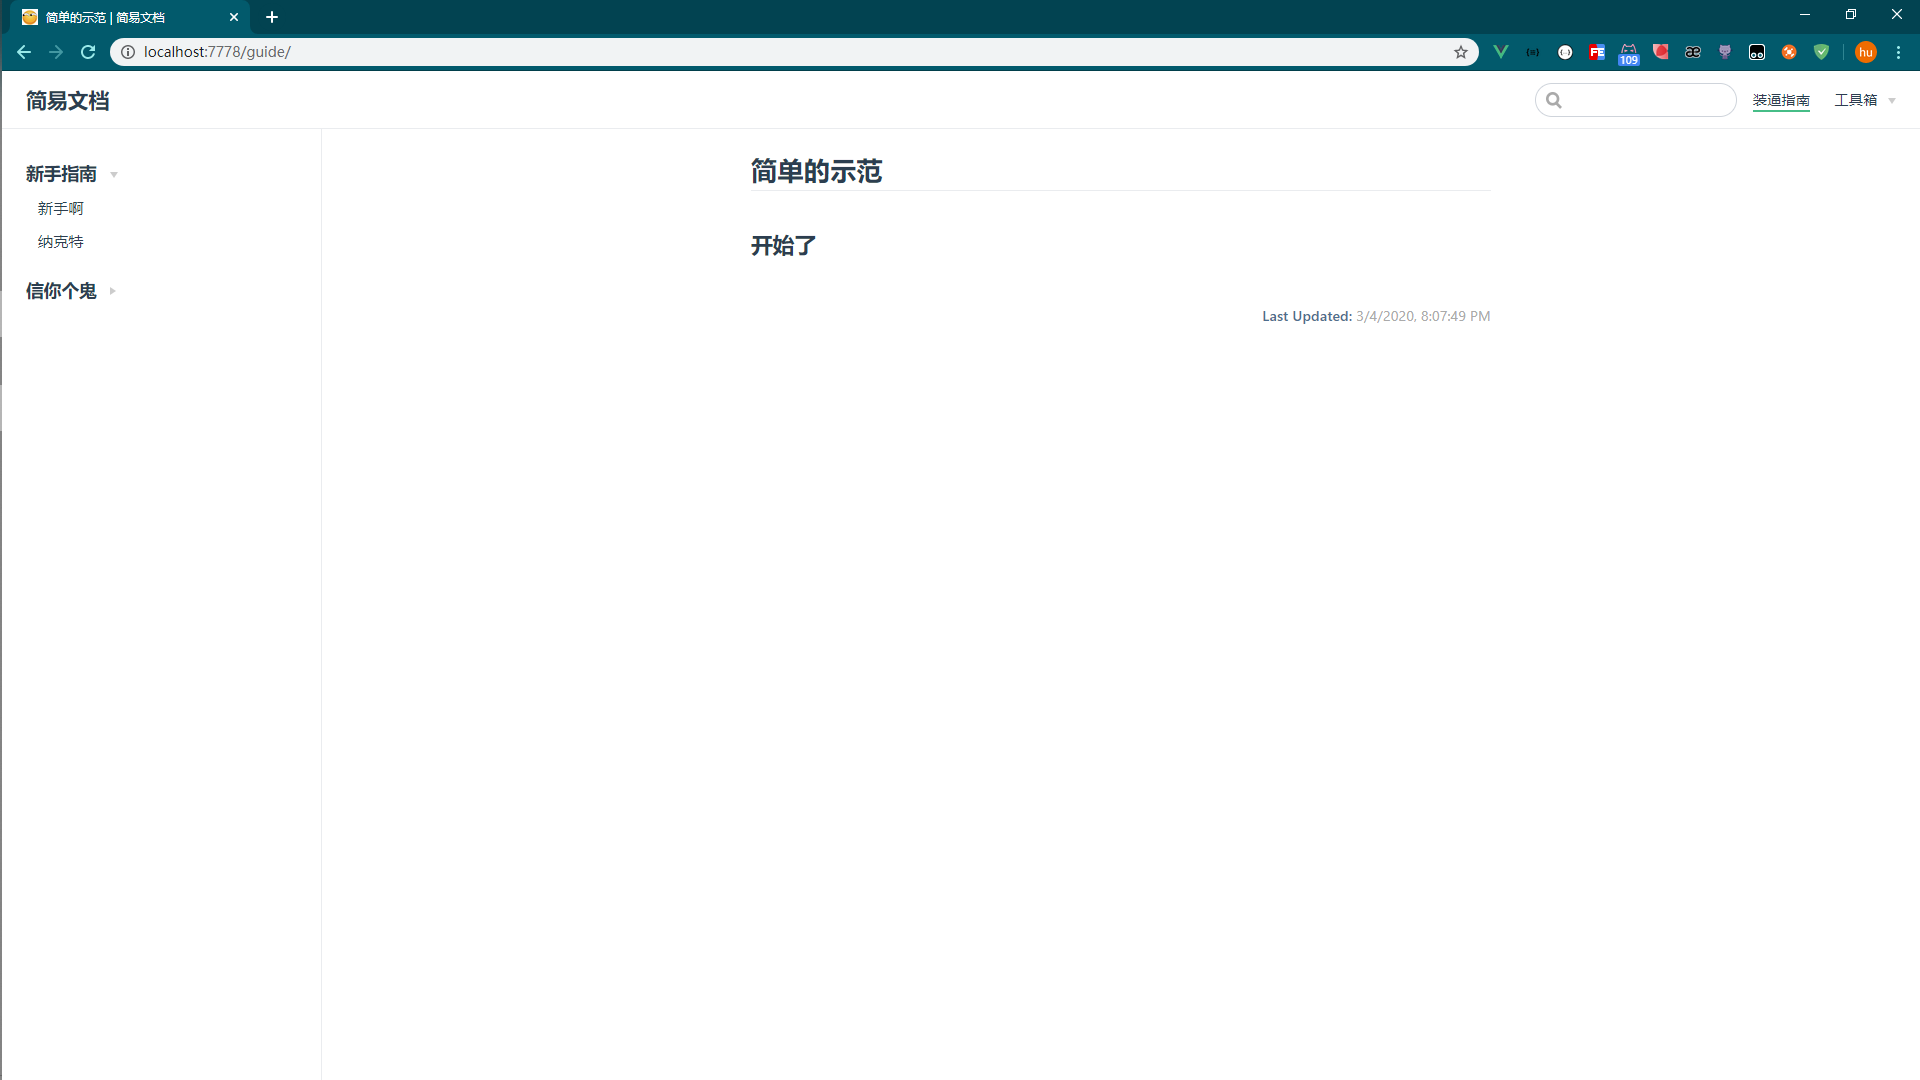 简单的示范 | 简易文档
localhost:7778/guide/
FE
109
æ
hu
简易文档
装逼指南
工具箱
新手指南
新手啊
纳克特
信你个鬼
简单的示范
开始了
Last Updated: 3/4/2020, 8:07:49 PM